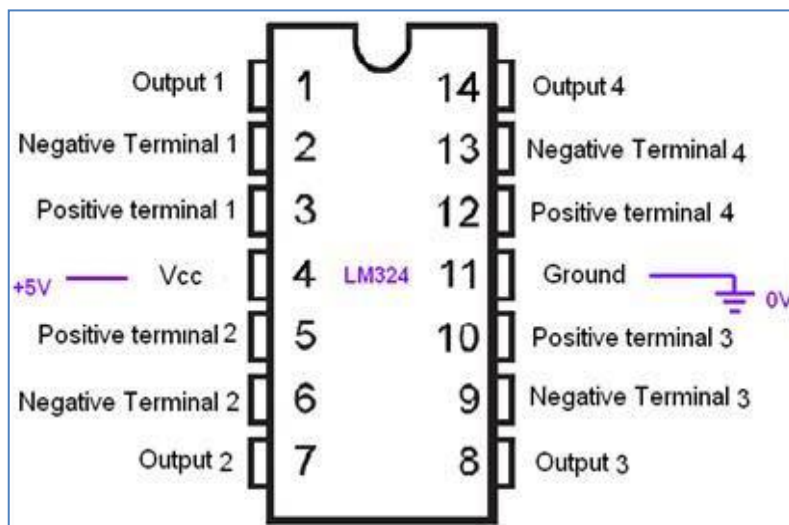 Output 1 1 14 Output 4
Negative Terminal 1 2 13 Negative Terminal 4
Positive terminal 1 3 12 Positive terminal 4
+5V Vcc 4 LM324 11 Ground 0V
Positive terminal 2 5 10 Positive terminal 3
Negative Terminal 2 6 9 Negative Terminal 3
Output 2 7 8 Output 3